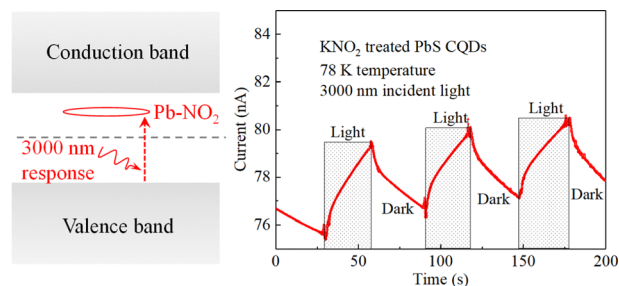 Conduction band
Pb-NO₂
3000 nm
response
Valence band
Current (nA)
84
82
80
78
76
KNO₂ treated PbS CQDs
78 K temperature
3000 nm incident light
Light
Light
Light
Dark
Dark
Dark
0
50
100
150
200
Time (s)